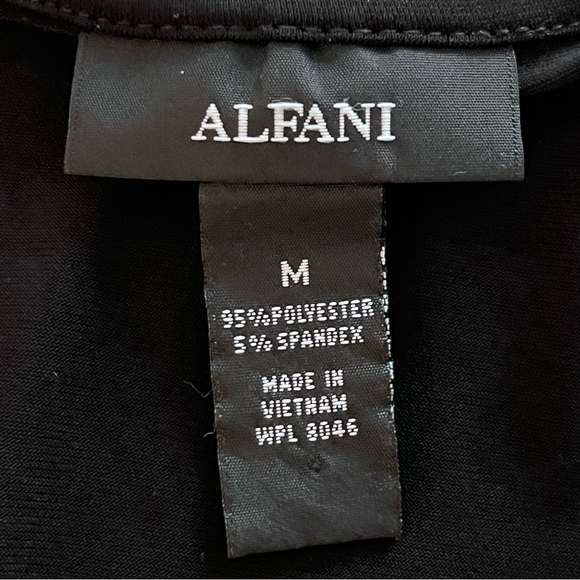 ALFANI
M
95% POLYESTER
5% SPANDEX
MADE IN
VIETNAM
WPL 8046